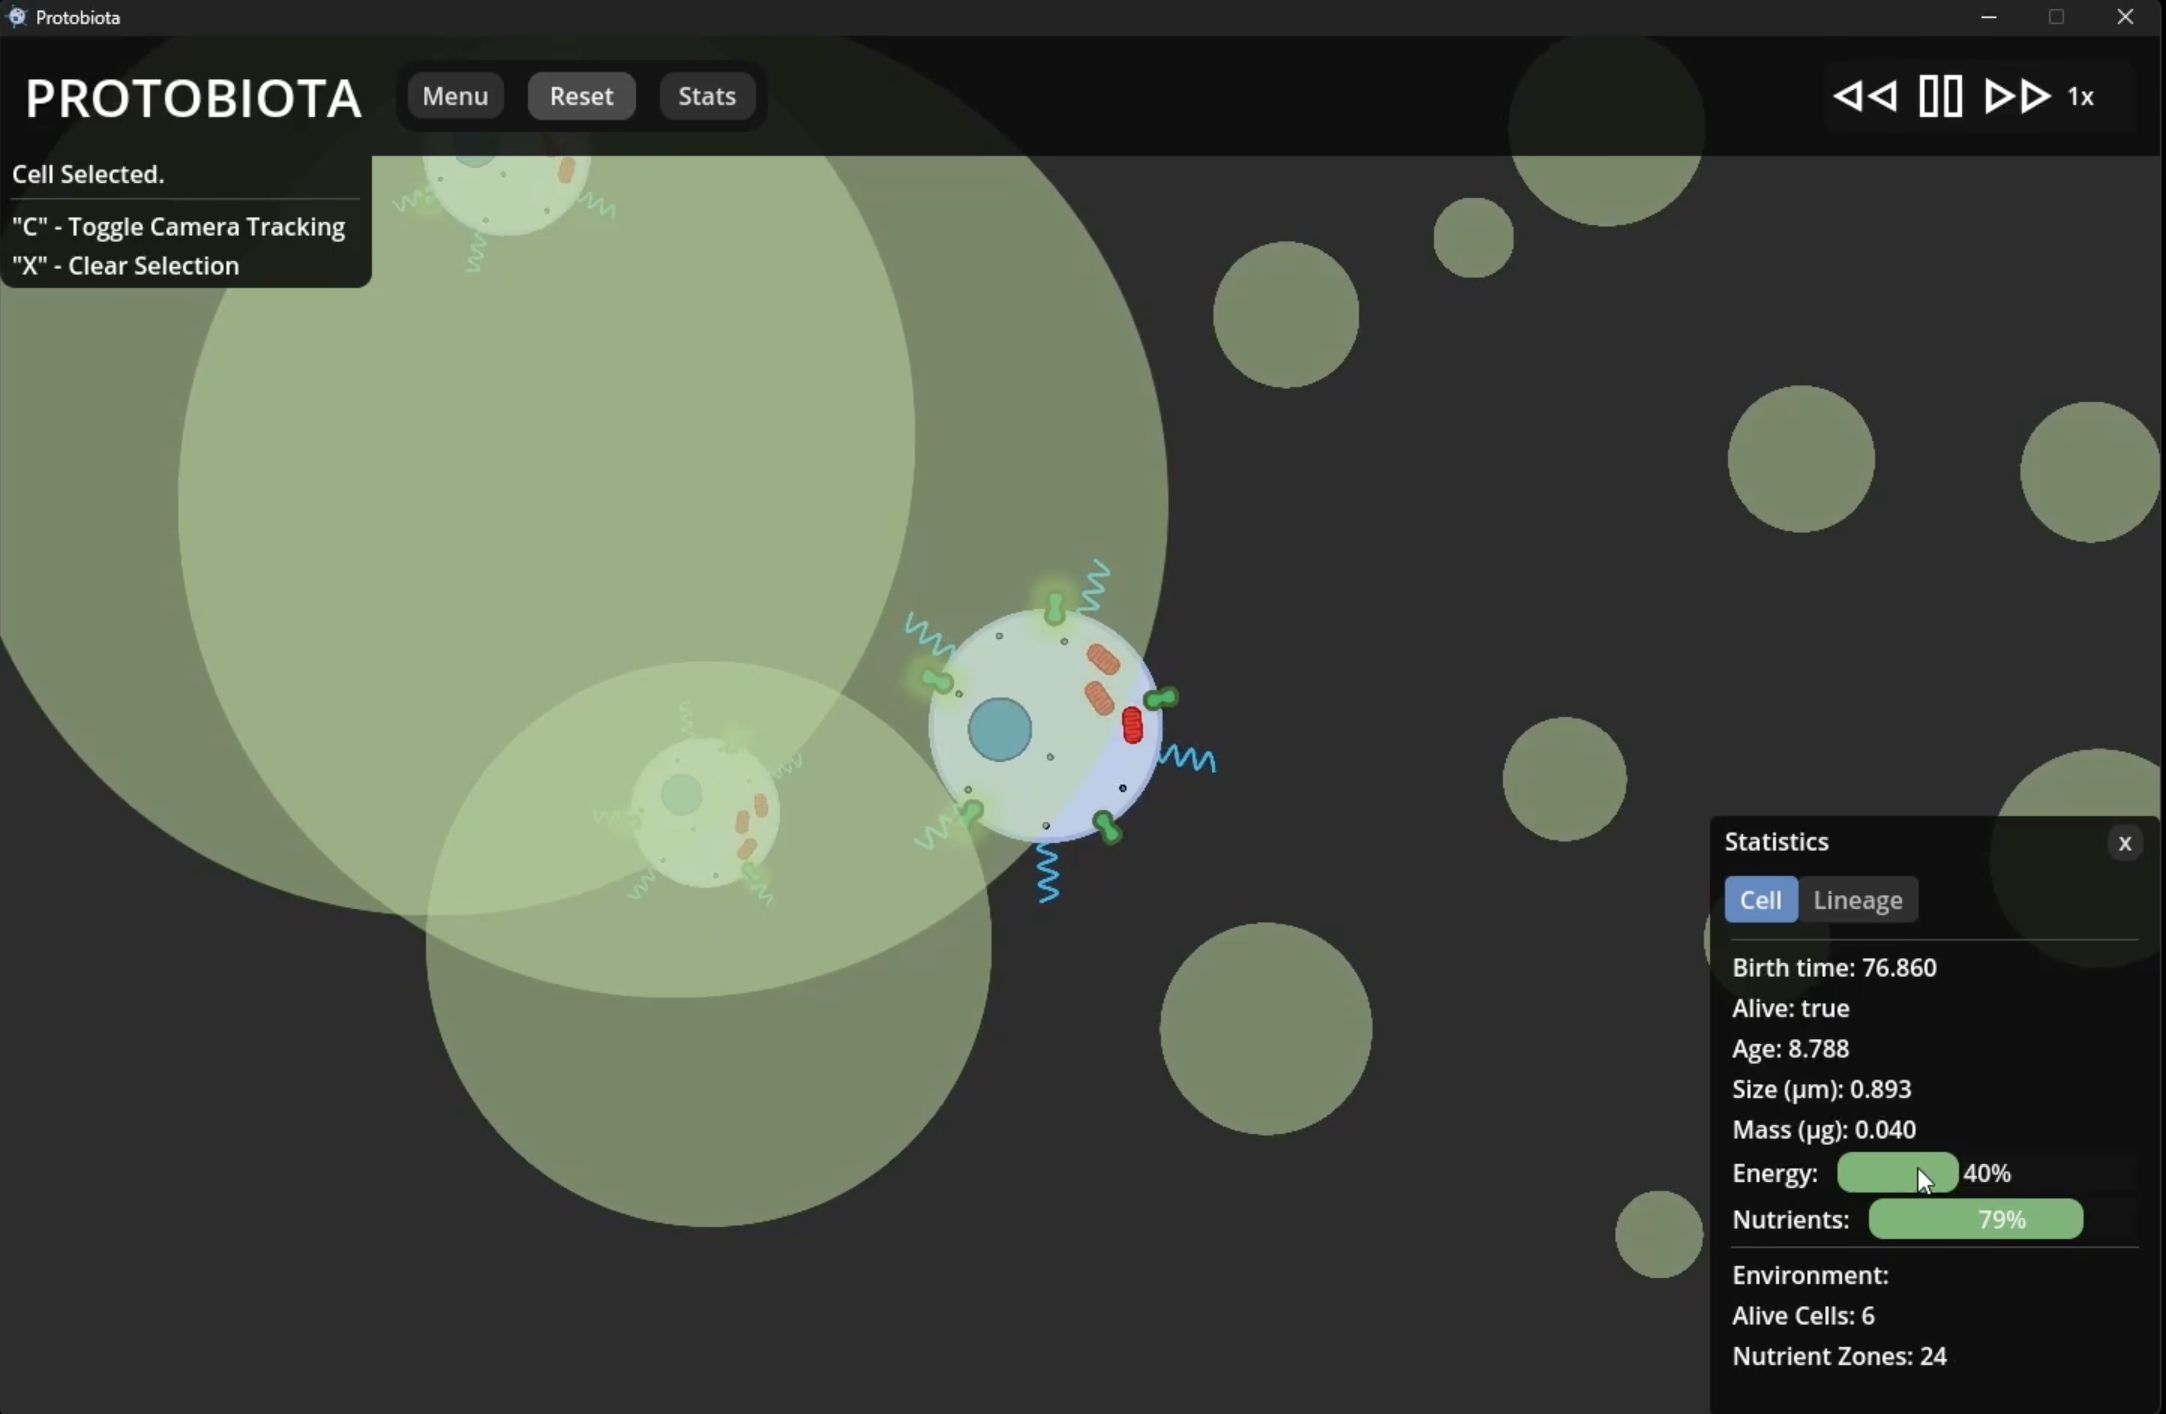 Protobiota
PROTOBIOTA
Menu
Reset
Stats
1x
Cell Selected.
"C" - Toggle Camera Tracking
"X" - Clear Selection
Statistics
x
Cell
Lineage
Birth time: 76.860
Alive: true
Age: 8.788
Size (μm): 0.893
Mass (μg): 0.040
Energy: 40%
Nutrients: 79%
Environment:
Alive Cells: 6
Nutrient Zones: 24